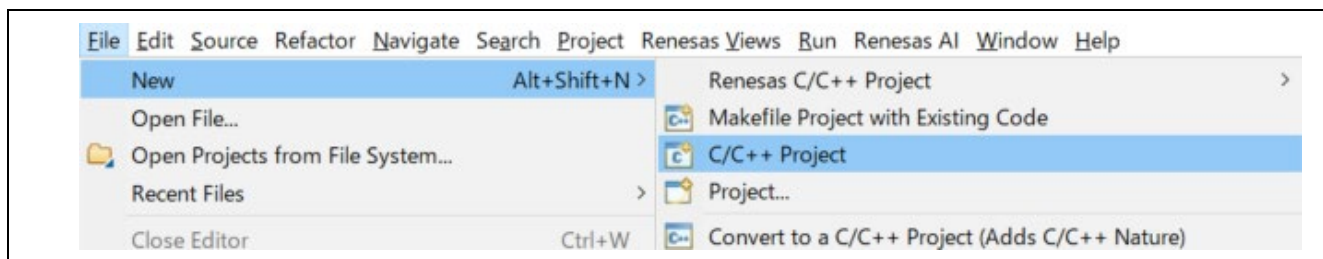 File Edit Source Refactor Navigate Search Project Renesas Views Run Renesas AI Window Help
New Alt+Shift+N >
Open File...
Open Projects from File System...
Recent Files >
Close Editor Ctrl+W
Renesas C/C++ Project >
Makefile Project with Existing Code
C/C++ Project
Project...
Convert to a C/C++ Project (Adds C/C++ Nature)